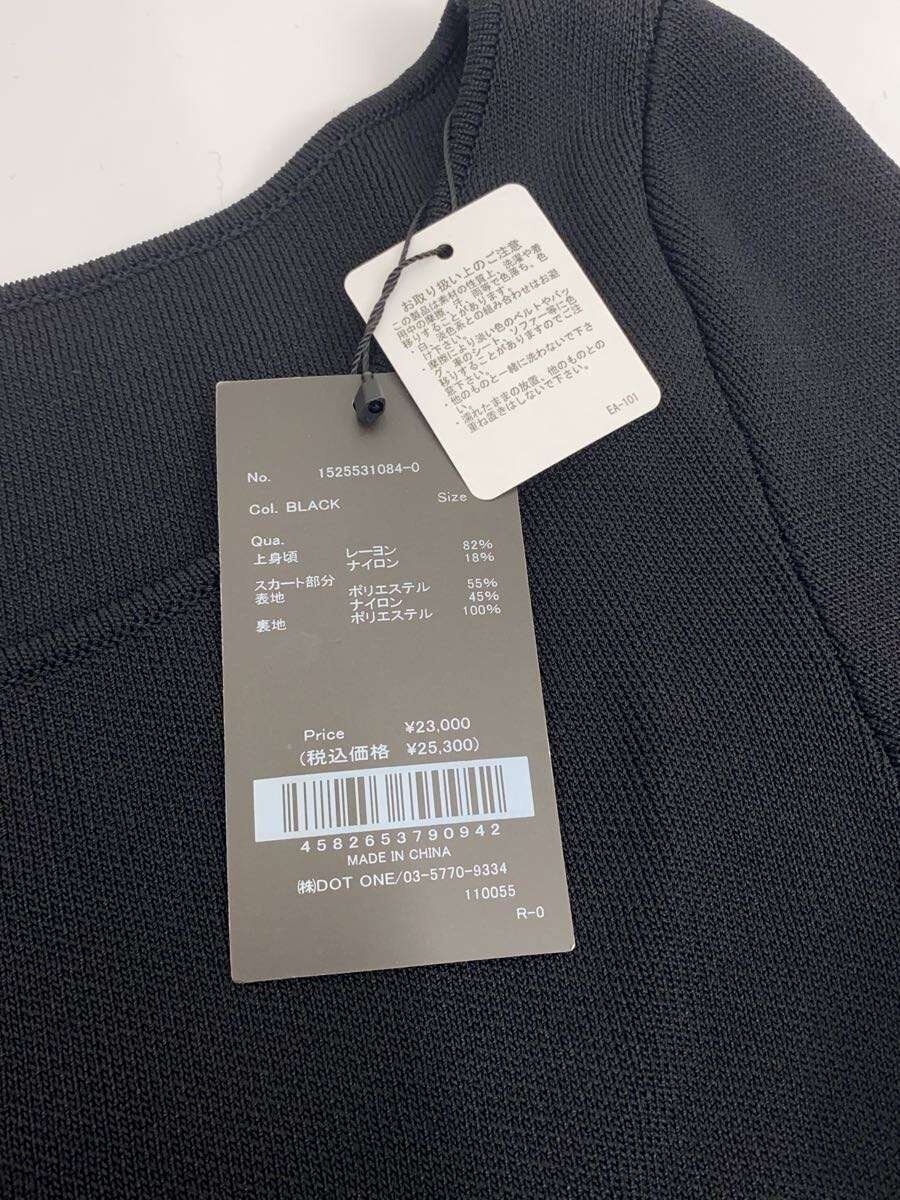 お取り扱い上のご注意
この製品は素材の性質上、洗濯や着
用中の摩擦、汗、雨等で色落ち、色
移りすることがあります。
・白、淡色系との組み合わせはお避
け下さい。
・摩擦により淡い色のベルトやバッ
グ、車のシート、ソファー等に色
移りすることがありますのでご注
意下さい。
・他のものと一緒に洗わないで下さ
い。
・濡れたままの放置、他のものとの
重ね置きはしないで下さい。
EA-101
No. 1525531084-0
Col. BLACK Size
Qua.
上身頃 レーヨン 82%
ナイロン 18%
スカート部分
表地 ポリエステル 55%
ナイロン 45%
裏地 ポリエステル 100%
Price ¥23,000
(税込価格 ¥25,300)
4582653790942
MADE IN CHINA
㈱DOT ONE/03-5770-9334
110055
R-0